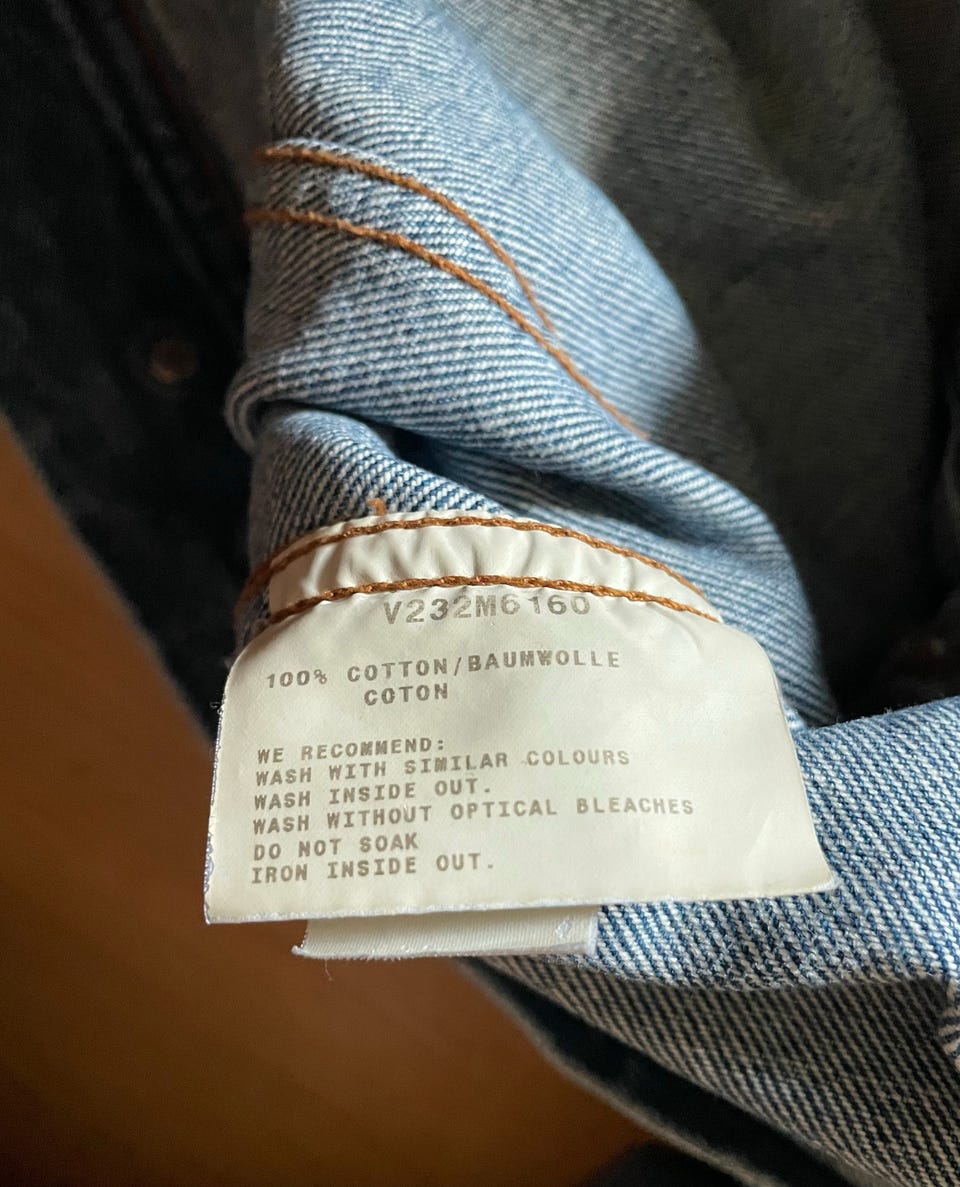 V232M6160
100% COTTON/BAUMWOLLE
COTON
WE RECOMMEND:
WASH WITH SIMILAR COLOURS
WASH INSIDE OUT.
WASH WITHOUT OPTICAL BLEACHES
DO NOT SOAK
IRON INSIDE OUT.